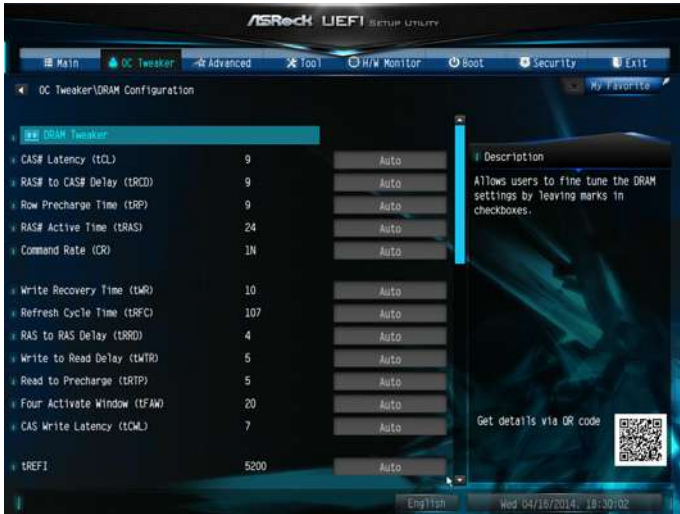 ASRock UEFI SETUP UTILITY
Main OC Tweaker Advanced Tool H/W Monitor Boot Security Exit
OC Tweaker\DRAM Configuration
My Favorite
DRAM Tweaker
CAS# Latency (tCL) 9 Auto
RAS# to CAS# Delay (tRCD) 9 Auto
Row Precharge Time (tRP) 9 Auto
RAS# Active Time (tRAS) 24 Auto
Command Rate (CR) 1N Auto
Write Recovery Time (tWR) 10 Auto
Refresh Cycle Time (tRFC) 107 Auto
RAS to RAS Delay (tRRD) 4 Auto
Write to Read Delay (tWTR) 5 Auto
Read to Precharge (tRTP) 5 Auto
Four Activate Window (tFAW) 20 Auto
CAS Write Latency (tCWL) 7 Auto
tREFI 5200 Auto
Description
Allows users to fine tune the DRAM
settings by leaving marks in
checkboxes.
Get details via QR code
English Wed 04/16/2014, 18:30:02